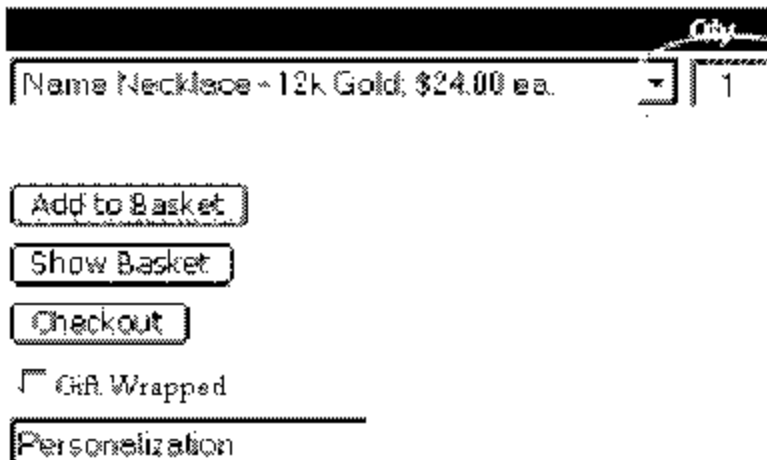 Qty.
Name Necklace - 12k Gold, $24.00 ea. 1
Add to Basket
Show Basket
Checkout
Gift Wrapped
Personalization